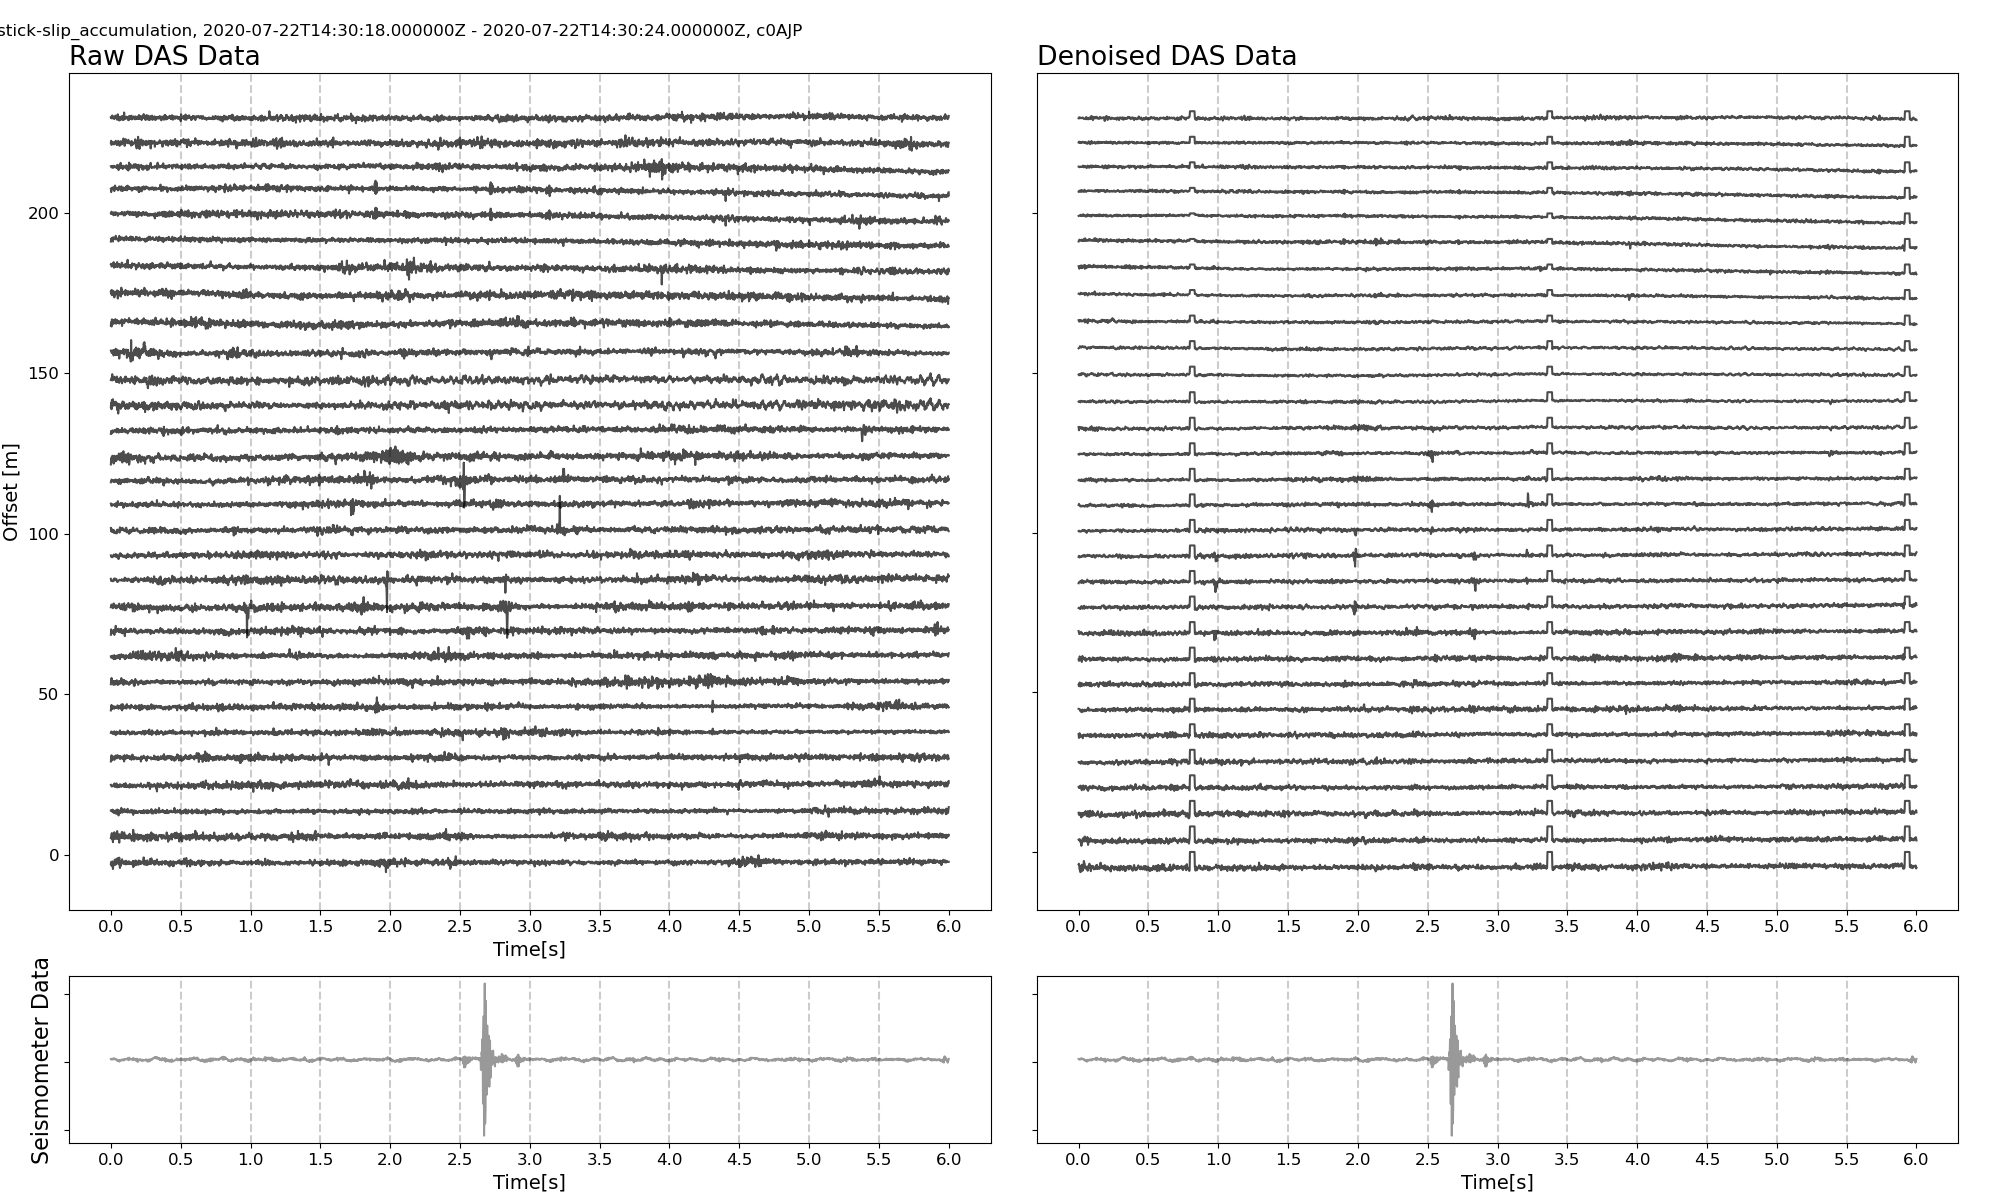 stick-slip_accumulation, 2020-07-22T14:30:18.000000Z - 2020-07-22T14:30:24.000000Z, c0AJP
Raw DAS Data
Denoised DAS Data
Offset [m]
200
150
100
50
0
0.0 0.5 1.0 1.5 2.0 2.5 3.0 3.5 4.0 4.5 5.0 5.5 6.0
Time[s]
0.0 0.5 1.0 1.5 2.0 2.5 3.0 3.5 4.0 4.5 5.0 5.5 6.0
Seismometer Data
0.0 0.5 1.0 1.5 2.0 2.5 3.0 3.5 4.0 4.5 5.0 5.5 6.0
Time[s]
0.0 0.5 1.0 1.5 2.0 2.5 3.0 3.5 4.0 4.5 5.0 5.5 6.0
Time[s]